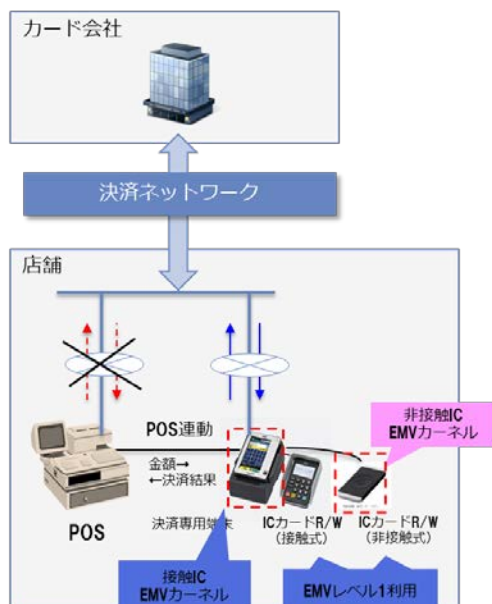 カード会社
決済ネットワーク
店舗
POS連動
金額→
←決済結果
POS
決済専用端末
ICカードR/W
(接触式)
ICカードR/W
(非接触式)
非接触IC
EMVカーネル
接触IC
EMVカーネル
EMVレベル1利用